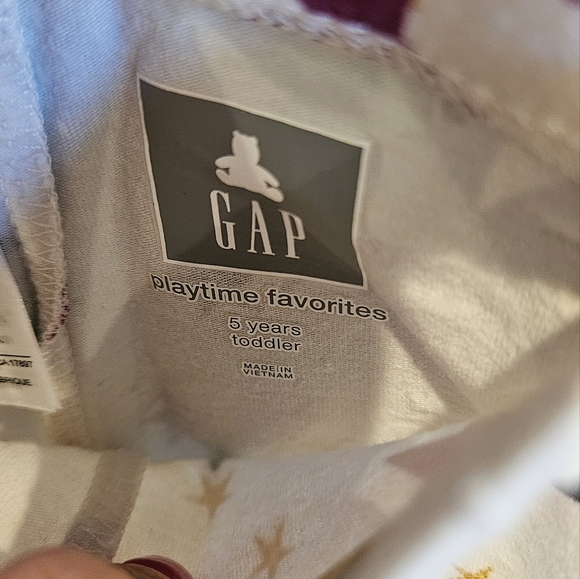 GAP
playtime favorites
5 years
toddler
MADE IN
VIETNAM